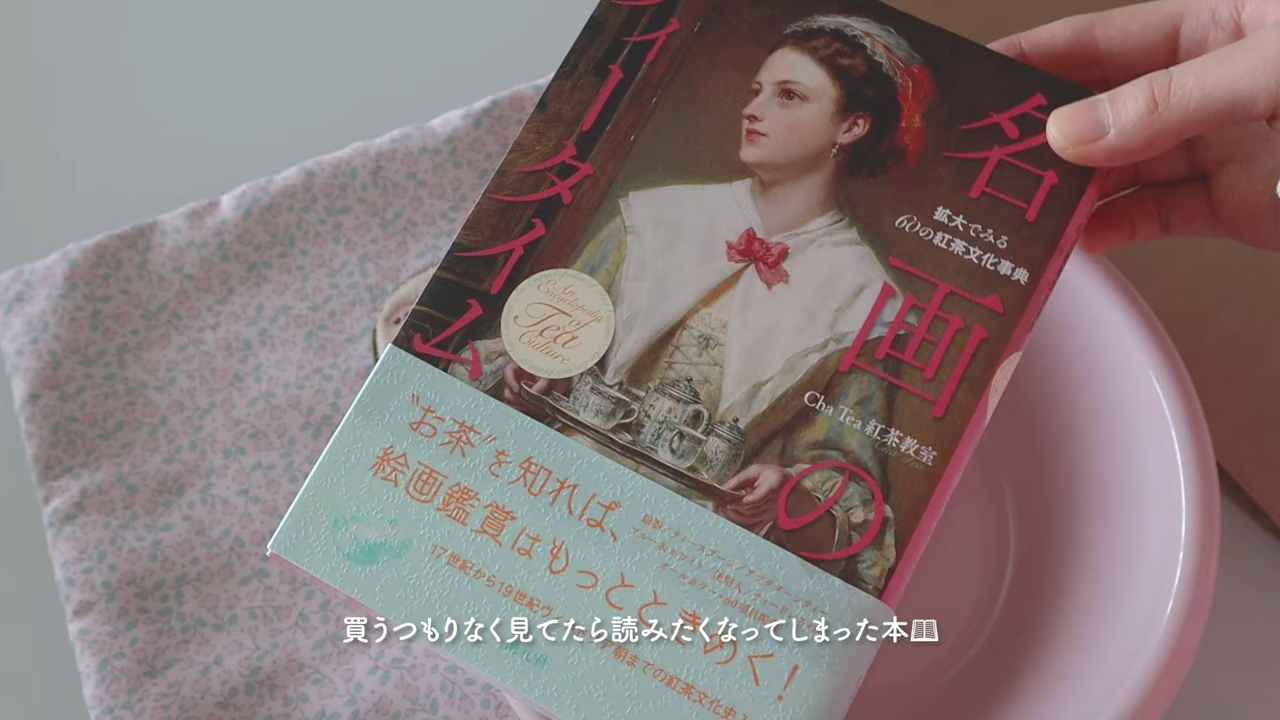 名画の
ティータイム
拡大でみる
60の紅茶文化事典
Cha Tea 紅茶教室
An
Encyclopedia
of
Tea
Culture
〝お茶〟を知れば、
絵画鑑賞はもっとときめく!
17世紀から19世紀ヴ
朝までの紅茶文化史
買うつもりなく見てたら読みたくなってしまった本📖